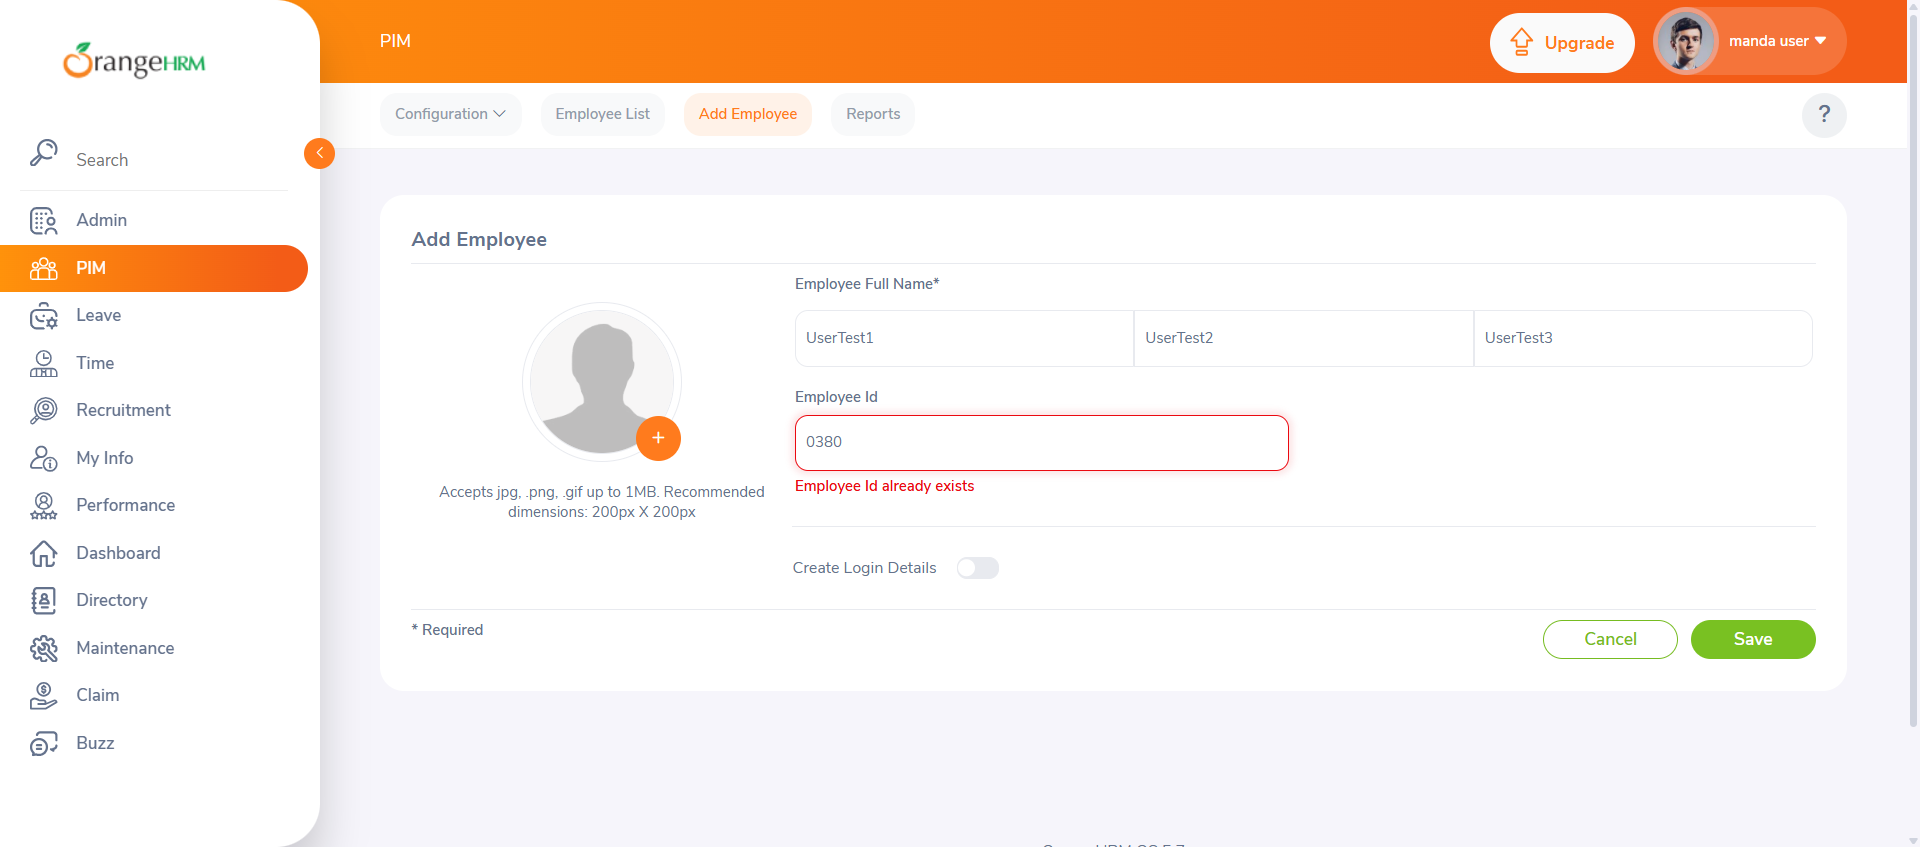 OrangeHRM
PIM
Upgrade
manda user
Configuration
Employee List
Add Employee
Reports
?
Search
Admin
PIM
Leave
Time
Recruitment
My Info
Performance
Dashboard
Directory
Maintenance
Claim
Buzz
Add Employee
Employee Full Name*
UserTest1
UserTest2
UserTest3
Employee Id
0380
Employee Id already exists
Accepts jpg, .png, .gif up to 1MB. Recommended
dimensions: 200px X 200px
Create Login Details
* Required
Cancel
Save